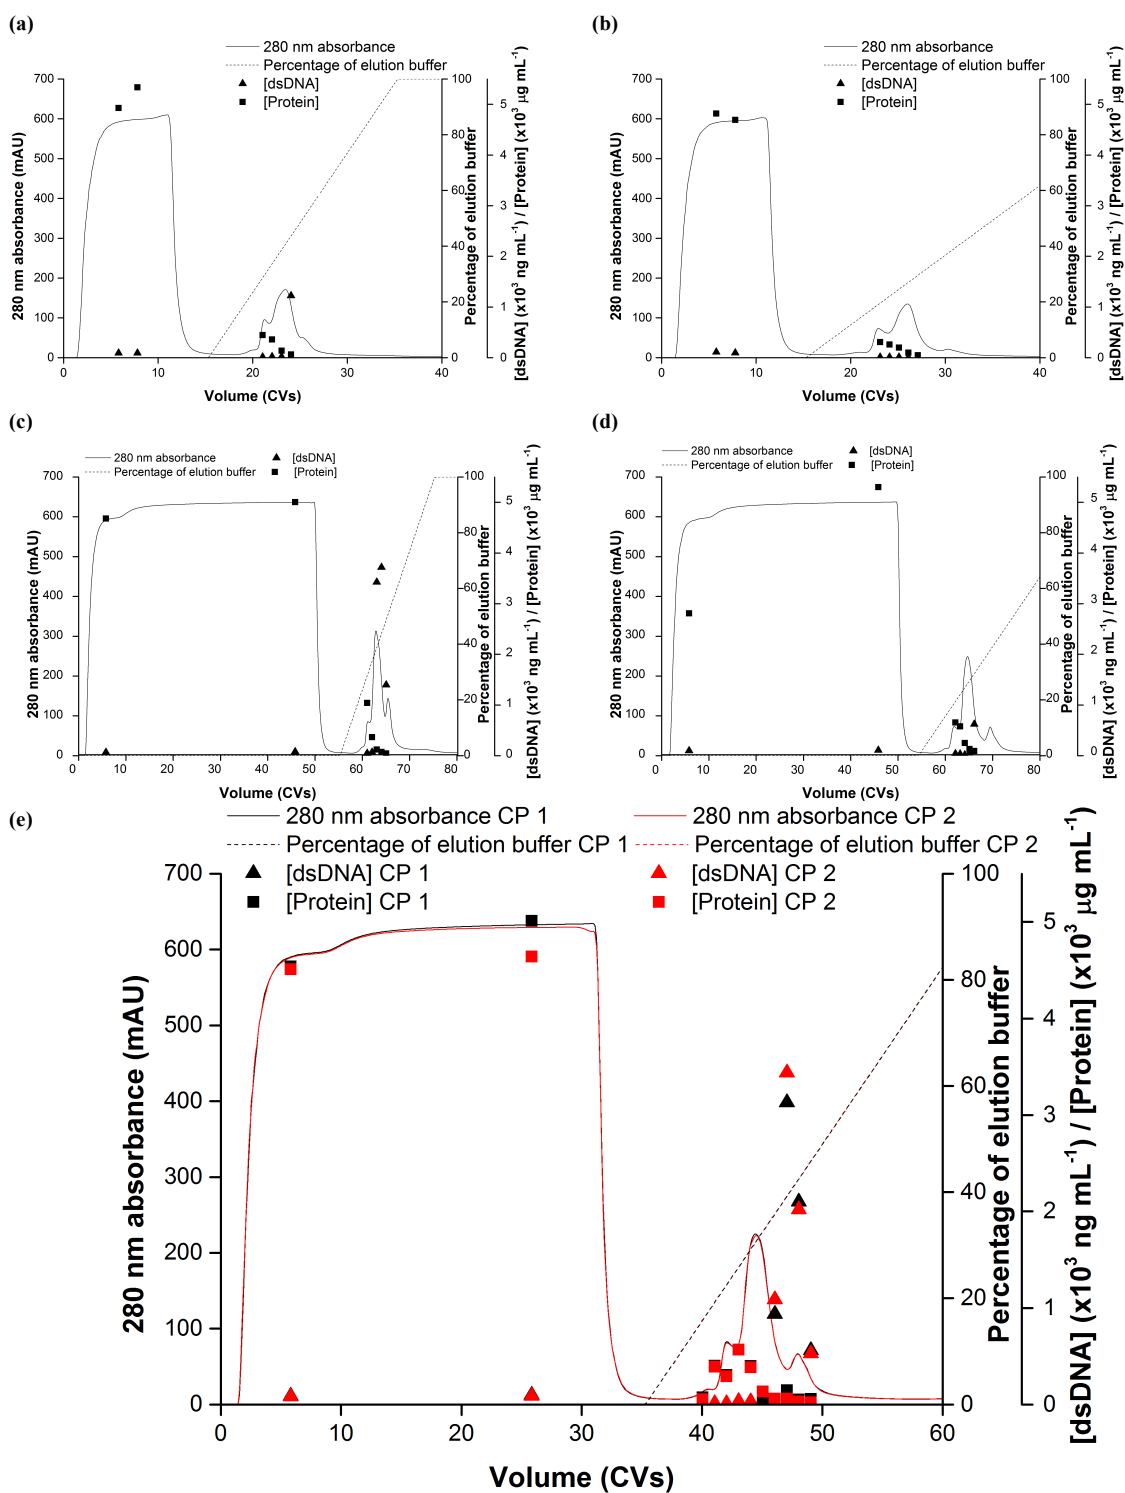 (a)
280 nm absorbance
Percentage of elution buffer
[dsDNA]
[Protein]
280 nm absorbance (mAU)
700
600
500
400
300
200
100
0
0 10 20 30 40
Volume (CVs)
100
80
60
40
20
0
Percentage of elution buffer
5
4
3
2
1
0
[dsDNA] (x10³ ng mL⁻¹) / [Protein] (x10³ µg mL⁻¹)
(b)
280 nm absorbance
Percentage of elution buffer
[dsDNA]
[Protein]
280 nm absorbance (mAU)
700
600
500
400
300
200
100
0
0 10 20 30 40
Volume (CVs)
100
80
60
40
20
0
Percentage of elution buffer
5
4
3
2
1
0
[dsDNA] (x10³ ng mL⁻¹) / [Protein] (x10³ µg mL⁻¹)
(c)
280 nm absorbance [dsDNA]
Percentage of elution buffer [Protein]
280 nm absorbance (mAU)
700
600
500
400
300
200
100
0
0 10 20 30 40 50 60 70 80
Volume (CVs)
100
80
60
40
20
0
Percentage of elution buffer
5
4
3
2
1
0
[dsDNA] (x10³ ng mL⁻¹) / [Protein] (x10³ µg mL⁻¹)
(d)
280 nm absorbance [dsDNA]
Percentage of elution buffer [Protein]
280 nm absorbance (mAU)
700
600
500
400
300
200
100
0
0 10 20 30 40 50 60 70 80
Volume (CVs)
100
80
60
40
20
0
Percentage of elution buffer
5
4
3
2
1
0
[dsDNA] (x10³ ng mL⁻¹) / [Protein] (x10³ µg mL⁻¹)
(e)
280 nm absorbance CP 1 280 nm absorbance CP 2
Percentage of elution buffer CP 1 Percentage of elution buffer CP 2
[dsDNA] CP 1 [dsDNA] CP 2
[Protein] CP 1 [Protein] CP 2
280 nm absorbance (mAU)
700
600
500
400
300
200
100
0
0 10 20 30 40 50 60
Volume (CVs)
100
80
60
40
20
0
Percentage of elution buffer
5
4
3
2
1
0
[dsDNA] (x10³ ng mL⁻¹) / [Protein] (x10³ µg mL⁻¹)